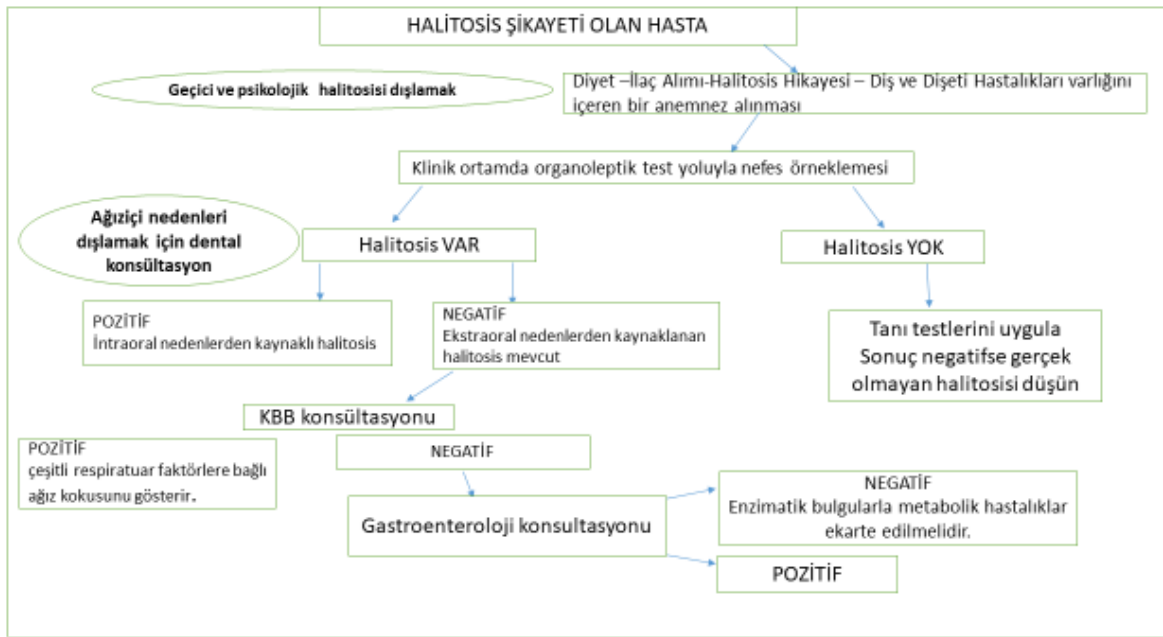 HALITOSIS ŞİKAYETİ OLAN HASTA
Geçici ve psikolojik halitosisi dışlamak
Diyet –İlaç Alımı-Halitosis Hikayesi – Diş ve Dişeti Hastalıkları varlığını
içeren bir anemnez alınması
Klinik ortamda organoleptik test yoluyla nefes örneklemesi
Ağıziçi nedenleri
dışlamak için dental
konsültasyon
Halitosis VAR
Halitosis YOK
POZİTİF
İntraoral nedenlerden kaynaklı halitosis
NEGATİF
Ekstraoral nedenlerden kaynaklanan
halitosis mevcut
Tanı testlerini uygula
Sonuç negatifse gerçek
olmayan halitosisi düşün
KBB konsültasyonu
POZİTİF
çeşitli respiratuar faktörlere bağlı
ağız kokusunu gösterir.
NEGATİF
Gastroenteroloji konsultasyonu
NEGATİF
Enzimatik bulgularla metabolik hastalıklar
ekarte edilmelidir.
POZİTİF